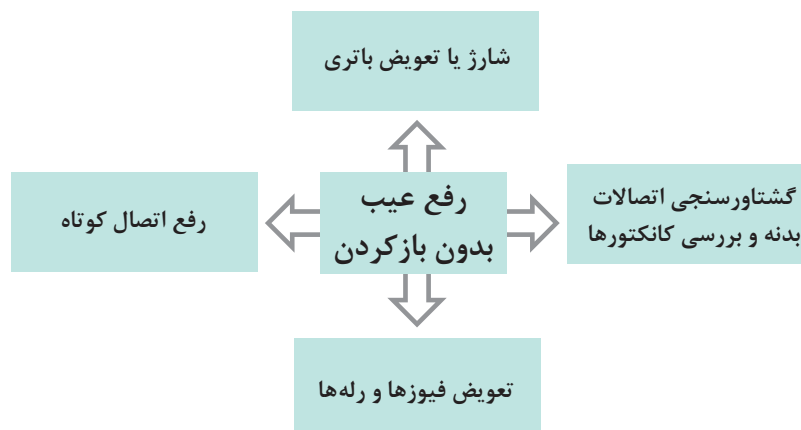 شارژ یا تعویض باتری
گشتاورسنجی اتصالات
بدنه و بررسی کانکتورها
رفع عیب
بدون بازکردن
رفع اتصال کوتاه
تعویض فیوزها و رله‌ها